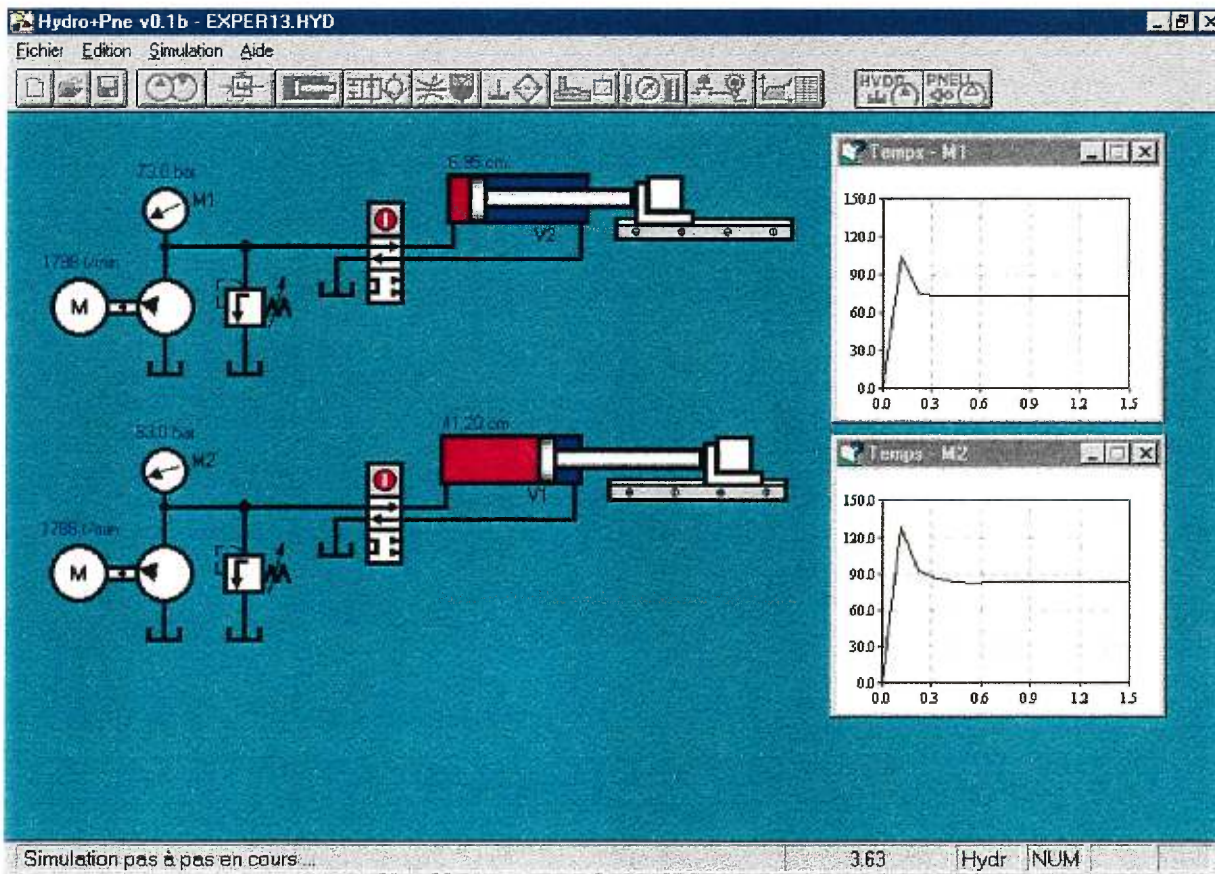 Hydro+Pne v0.1b - EXPER13.HYD
Fichier Edition Simulation Aide
HYDR PNEU
73.0 bar
M1
6.95 cm
V2
1788 t/min
M
83.0 bar
M2
41.20 cm
V1
1788 t/min
M
Temps - M1
150.0
120.0
90.0
60.0
30.0
0.0
0.0 0.3 0.6 0.9 1.2 1.5
Temps - M2
150.0
120.0
90.0
60.0
30.0
0.0
0.0 0.3 0.6 0.9 1.2 1.5
Simulation pas à pas en cours ...
3.63 Hydr NUM